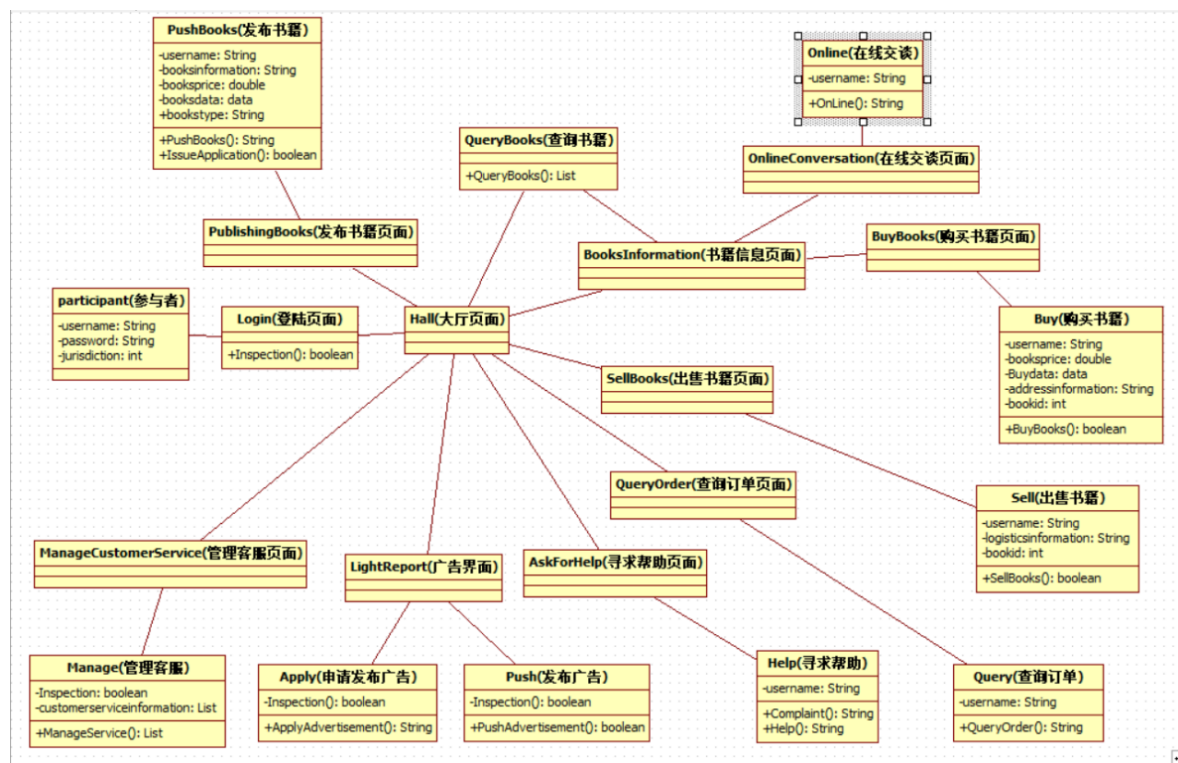 PushBooks(发布书籍)
-username: String
-booksinformation: String
-booksprice: double
-booksdata: data
+bookstype: String
+PushBooks(): String
+IssueApplication(): boolean
Online(在线交谈)
-username: String
+OnLine(): String
QueryBooks(查询书籍)
+QueryBooks(): List
OnlineConversation(在线交谈页面)
PublishingBooks(发布书籍页面)
BooksInformation(书籍信息页面)
BuyBooks(购买书籍页面)
participant(参与者)
-username: String
-password: String
-jurisdiction: int
Login(登陆页面)
+Inspection(): boolean
Hall(大厅页面)
Buy(购买书籍)
-username: String
-booksprice: double
-Buydata: data
-addressinformation: String
-bookid: int
+BuyBooks(): boolean
SellBooks(出售书籍页面)
QueryOrder(查询订单页面)
Sell(出售书籍)
-username: String
-logisticsinformation: String
-bookid: int
+SellBooks(): boolean
ManageCustomerService(管理客服页面)
LightReport(广告界面)
AskForHelp(寻求帮助页面)
Manage(管理客服)
-Inspection: boolean
-customerserviceinformation: List
+ManageService(): List
Apply(申请发布广告)
-Inspection(): boolean
+ApplyAdvertisement(): String
Push(发布广告)
-Inspection(): boolean
+PushAdvertisement(): boolean
Help(寻求帮助)
-username: String
+Complaint(): String
+Help(): String
Query(查询订单)
-username: String
+QueryOrder(): String